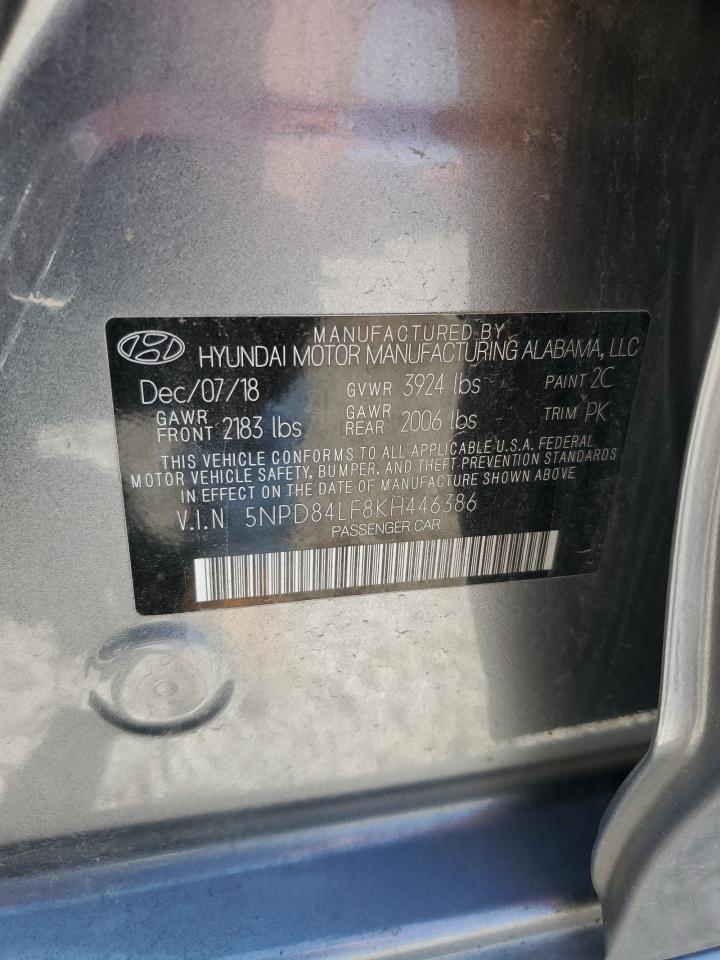 MANUFACTURED BY
HYUNDAI MOTOR MANUFACTURING ALABAMA, LLC
Dec/07/18 GVWR 3924 lbs PAINT 2C
GAWR FRONT 2183 lbs GAWR REAR 2006 lbs TRIM PK
THIS VEHICLE CONFORMS TO ALL APPLICABLE U.S.A. FEDERAL
MOTOR VEHICLE SAFETY, BUMPER, AND THEFT PREVENTION STANDARDS
IN EFFECT ON THE DATE OF MANUFACTURE SHOWN ABOVE.
V.I.N 5NPD84LF8KH446386
PASSENGER CAR